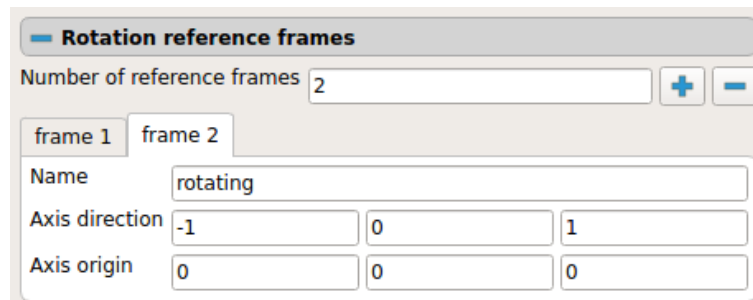 Rotation reference frames
Number of reference frames 2
frame 1 frame 2
Name rotating
Axis direction -1 0 1
Axis origin 0 0 0